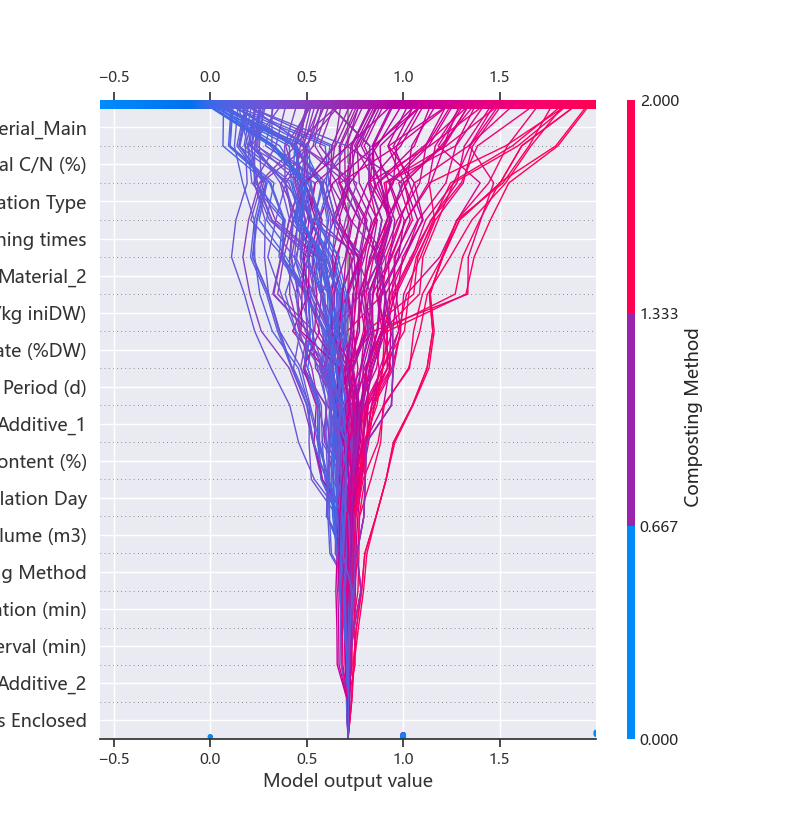 −0.5 0.0 0.5 1.0 1.5
erial_Main
al C/N (%)
ation Type
ning times
Material_2
/kg iniDW)
ate (%DW)
Period (d)
Additive_1
ontent (%)
lation Day
lume (m3)
g Method
ation (min)
erval (min)
Additive_2
s Enclosed
−0.5 0.0 0.5 1.0 1.5
Model output value
2.000
1.333
0.667
0.000
Composting Method